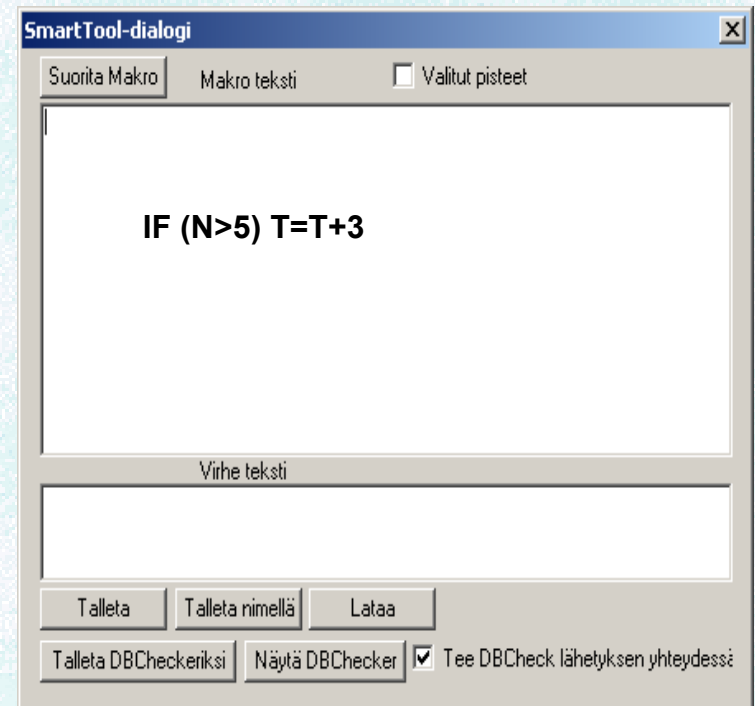 SmartTool-dialogi
Suorita Makro Makro teksti Valitut pisteet
IF (N>5) T=T+3
Virhe teksti
Talleta Talleta nimellä Lataa
Talleta DBCheckeriksi Näytä DBChecker Tee DBCheck lähetyksen yhteydessä